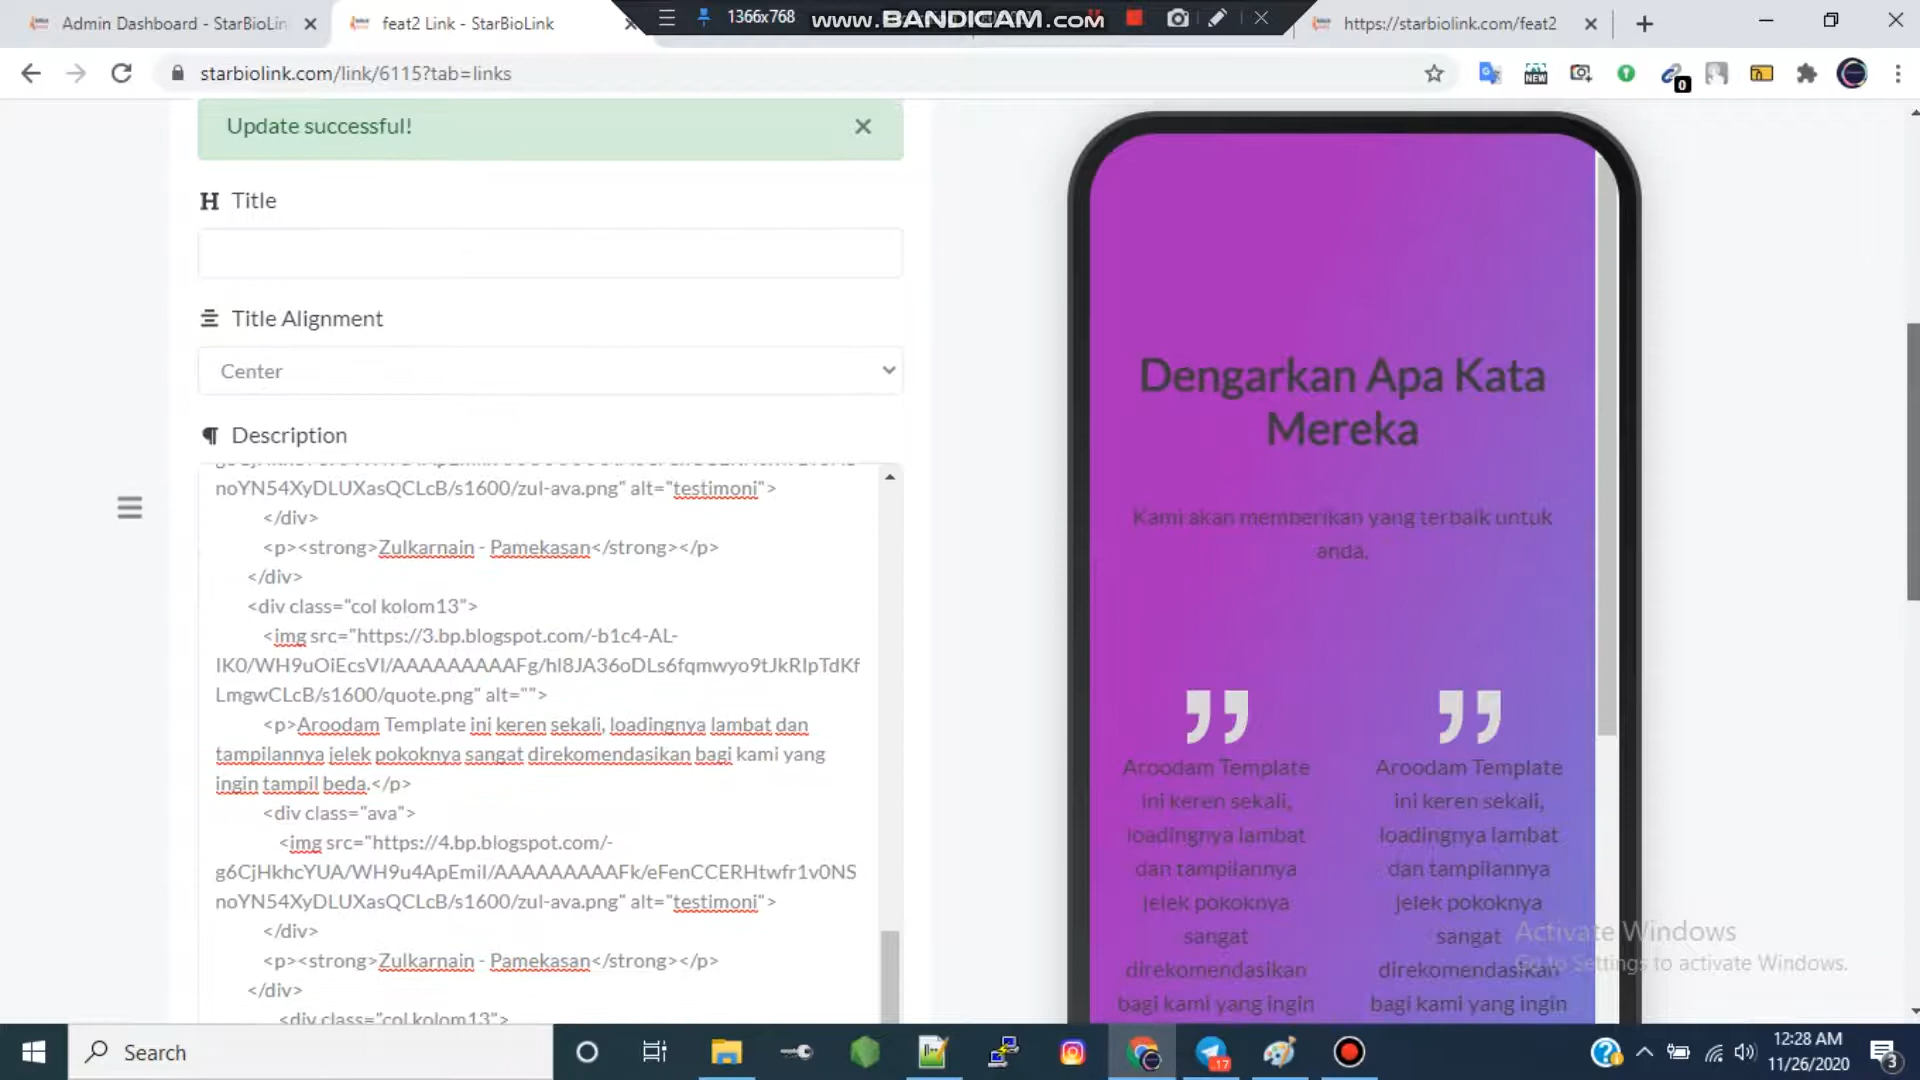 Admin Dashboard - StarBioLin
feat2 Link - StarBioLink
1366x768
www.BANDICAM.com
https://starbiolink.com/feat2
starbiolink.com/link/6115?tab=links
NEW
0
Update successful!
H Title
Title Alignment
Center
Description
noYN54XyDLUXasQCLcB/s1600/zul-ava.png" alt="testimoni">
</div>
<p><strong>Zulkarnain - Pamekasan</strong></p>
</div>
<div class="col kolom13">
<img src="https://3.bp.blogspot.com/-b1c4-AL-
IK0/WH9uOiEcsVI/AAAAAAAAAFg/hl8JA36oDLs6fqmwyo9tJkRIpTdKf
LmgwCLcB/s1600/quote.png" alt="">
<p>Aroodam Template ini keren sekali, loadingnya lambat dan
tampilannya jelek pokoknya sangat direkomendasikan bagi kami yang
ingin tampil beda.</p>
<div class="ava">
<img src="https://4.bp.blogspot.com/-
g6CjHkhcYUA/WH9u4ApEmiI/AAAAAAAAAFk/eFenCCERHtwfr1v0NS
noYN54XyDLUXasQCLcB/s1600/zul-ava.png" alt="testimoni">
</div>
<p><strong>Zulkarnain - Pamekasan</strong></p>
</div>
<div class="col kolom13">
Dengarkan Apa Kata
Mereka
Kami akan memberikan yang terbaik untuk
anda.
Aroodam Template
ini keren sekali,
loadingnya lambat
dan tampilannya
jelek pokoknya
sangat
direkomendasikan
bagi kami yang ingin
Aroodam Template
ini keren sekali,
loadingnya lambat
dan tampilannya
jelek pokoknya
sangat
direkomendasikan
bagi kami yang ingin
Activate Windows
Go to Settings to activate Windows.
Search
17
12:28 AM
11/26/2020
3